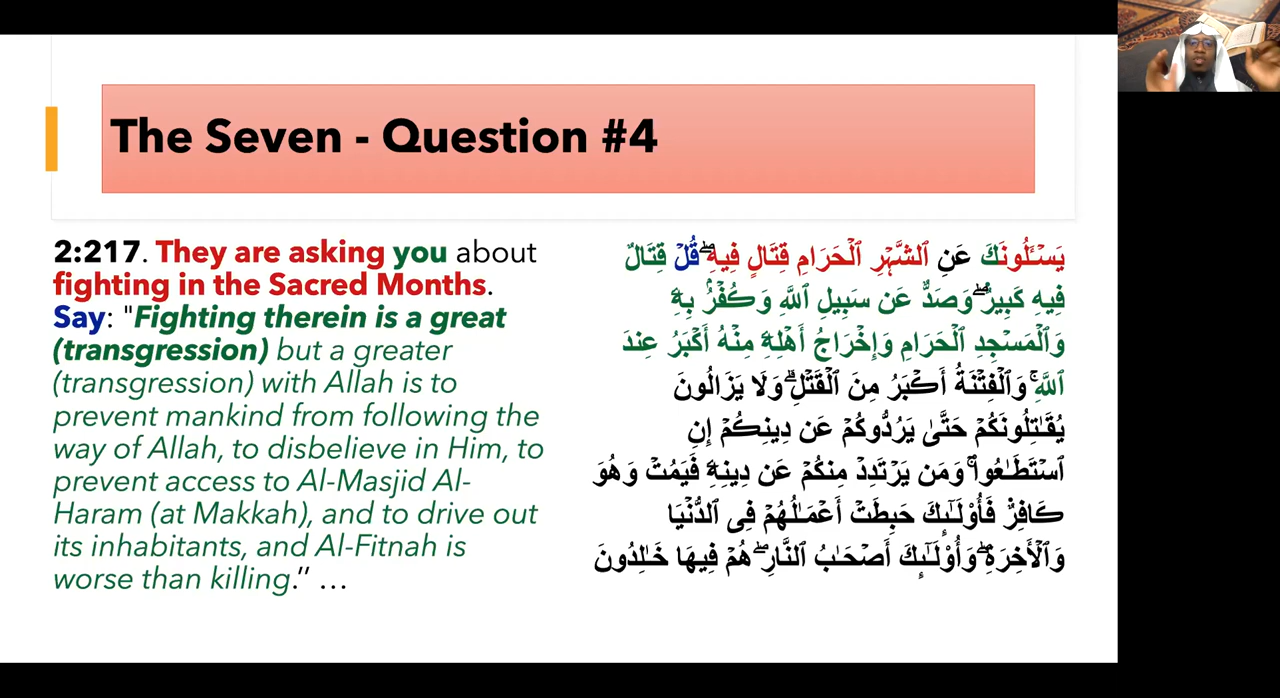 The Seven - Question #4
2:217. They are asking you about
fighting in the Sacred Months.
Say: "Fighting therein is a great
(transgression) but a greater
(transgression) with Allah is to
prevent mankind from following the
way of Allah, to disbelieve in Him, to
prevent access to Al-Masjid Al-
Haram (at Makkah), and to drive out
its inhabitants, and Al-Fitnah is
worse than killing.” …
يَسْـَٔلُونَكَ عَنِ ٱلشَّهْرِ ٱلْحَرَامِ قِتَالٍ فِيهِ ۖ قُلْ قِتَالٌ
فِيهِ كَبِيرٌ ۖ وَصَدٌّ عَن سَبِيلِ ٱللَّهِ وَكُفْرٌۢ بِهِۦ
وَٱلْمَسْجِدِ ٱلْحَرَامِ وَإِخْرَاجُ أَهْلِهِۦ مِنْهُ أَكْبَرُ عِندَ
ٱللَّهِ ۚ وَٱلْفِتْنَةُ أَكْبَرُ مِنَ ٱلْقَتْلِ ۗ وَلَا يَزَالُونَ
يُقَـٰتِلُونَكُمْ حَتَّىٰ يَرُدُّوكُمْ عَن دِينِكُمْ إِنِ
ٱسْتَطَـٰعُوا۟ ۚ وَمَن يَرْتَدِدْ مِنكُمْ عَن دِينِهِۦ فَيَمُتْ وَهُوَ
كَافِرٌ فَأُو۟لَـٰٓئِكَ حَبِطَتْ أَعْمَـٰلُهُمْ فِى ٱلدُّنْيَا
وَٱلْـَٔاخِرَةِ ۖ وَأُو۟لَـٰٓئِكَ أَصْحَـٰبُ ٱلنَّارِ ۖ هُمْ فِيهَا خَـٰلِدُونَ